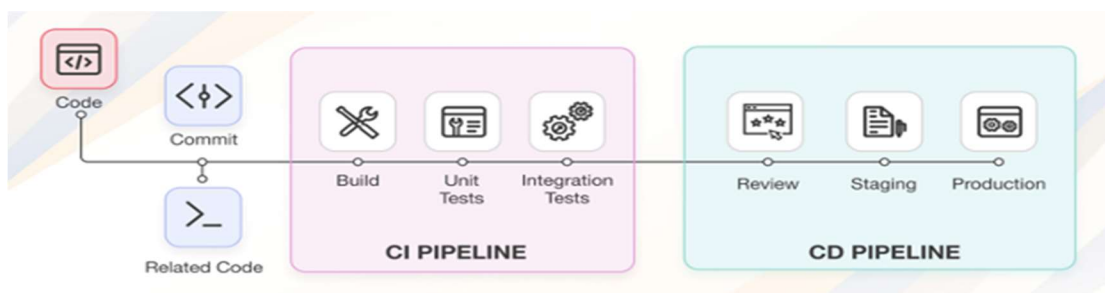 Code
Commit
Related Code
Build
Unit
Tests
Integration
Tests
CI PIPELINE
Review
Staging
Production
CD PIPELINE